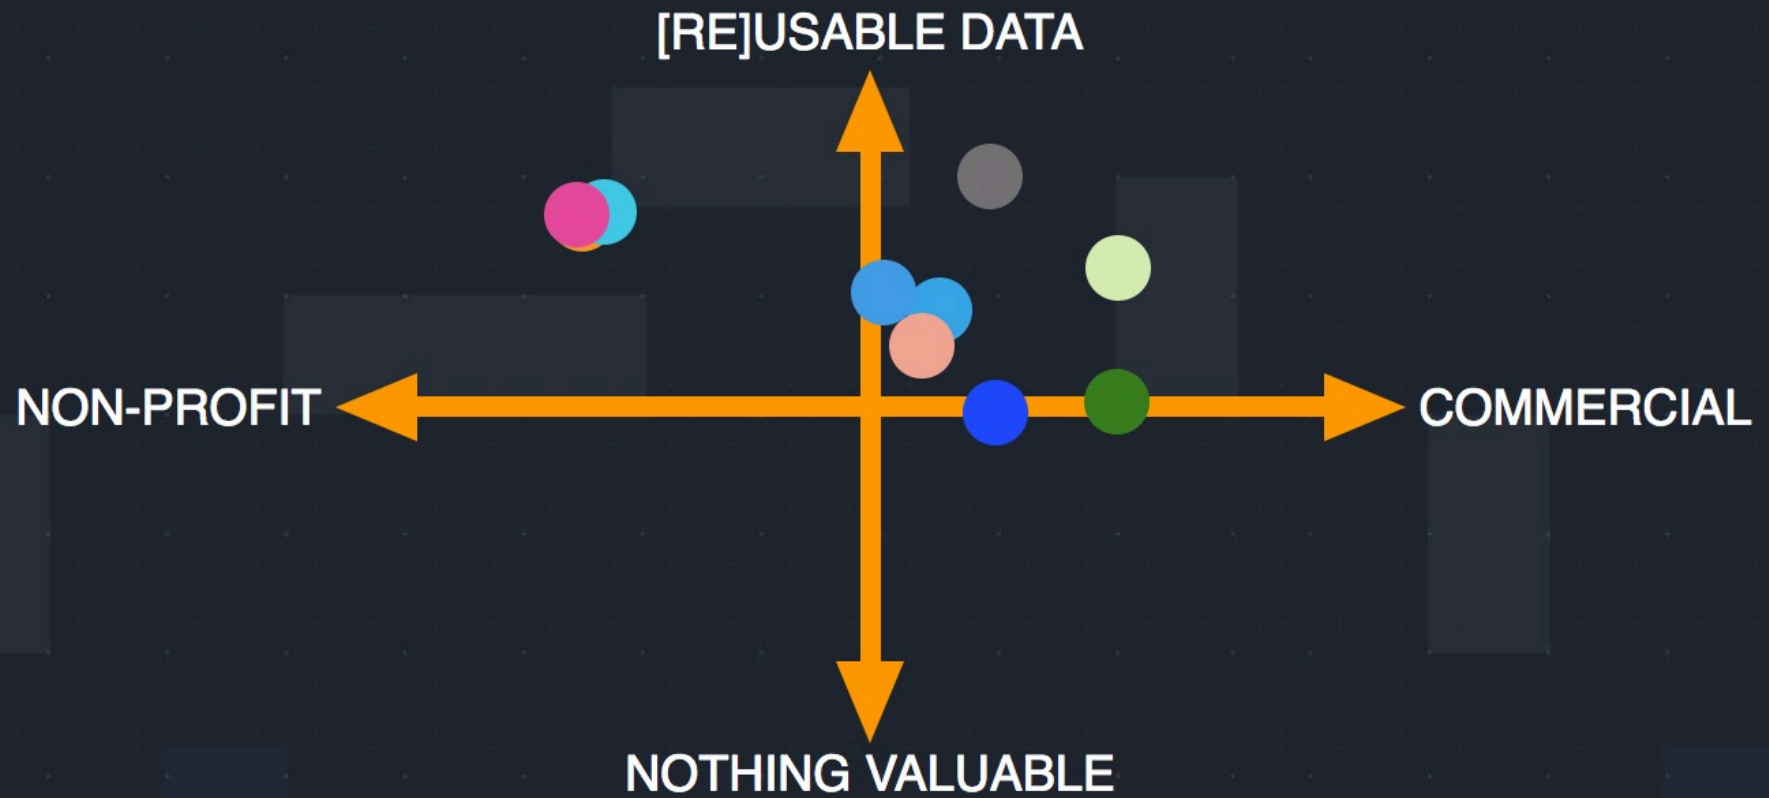 [RE]USABLE DATA
NON-PROFIT
COMMERCIAL
NOTHING VALUABLE